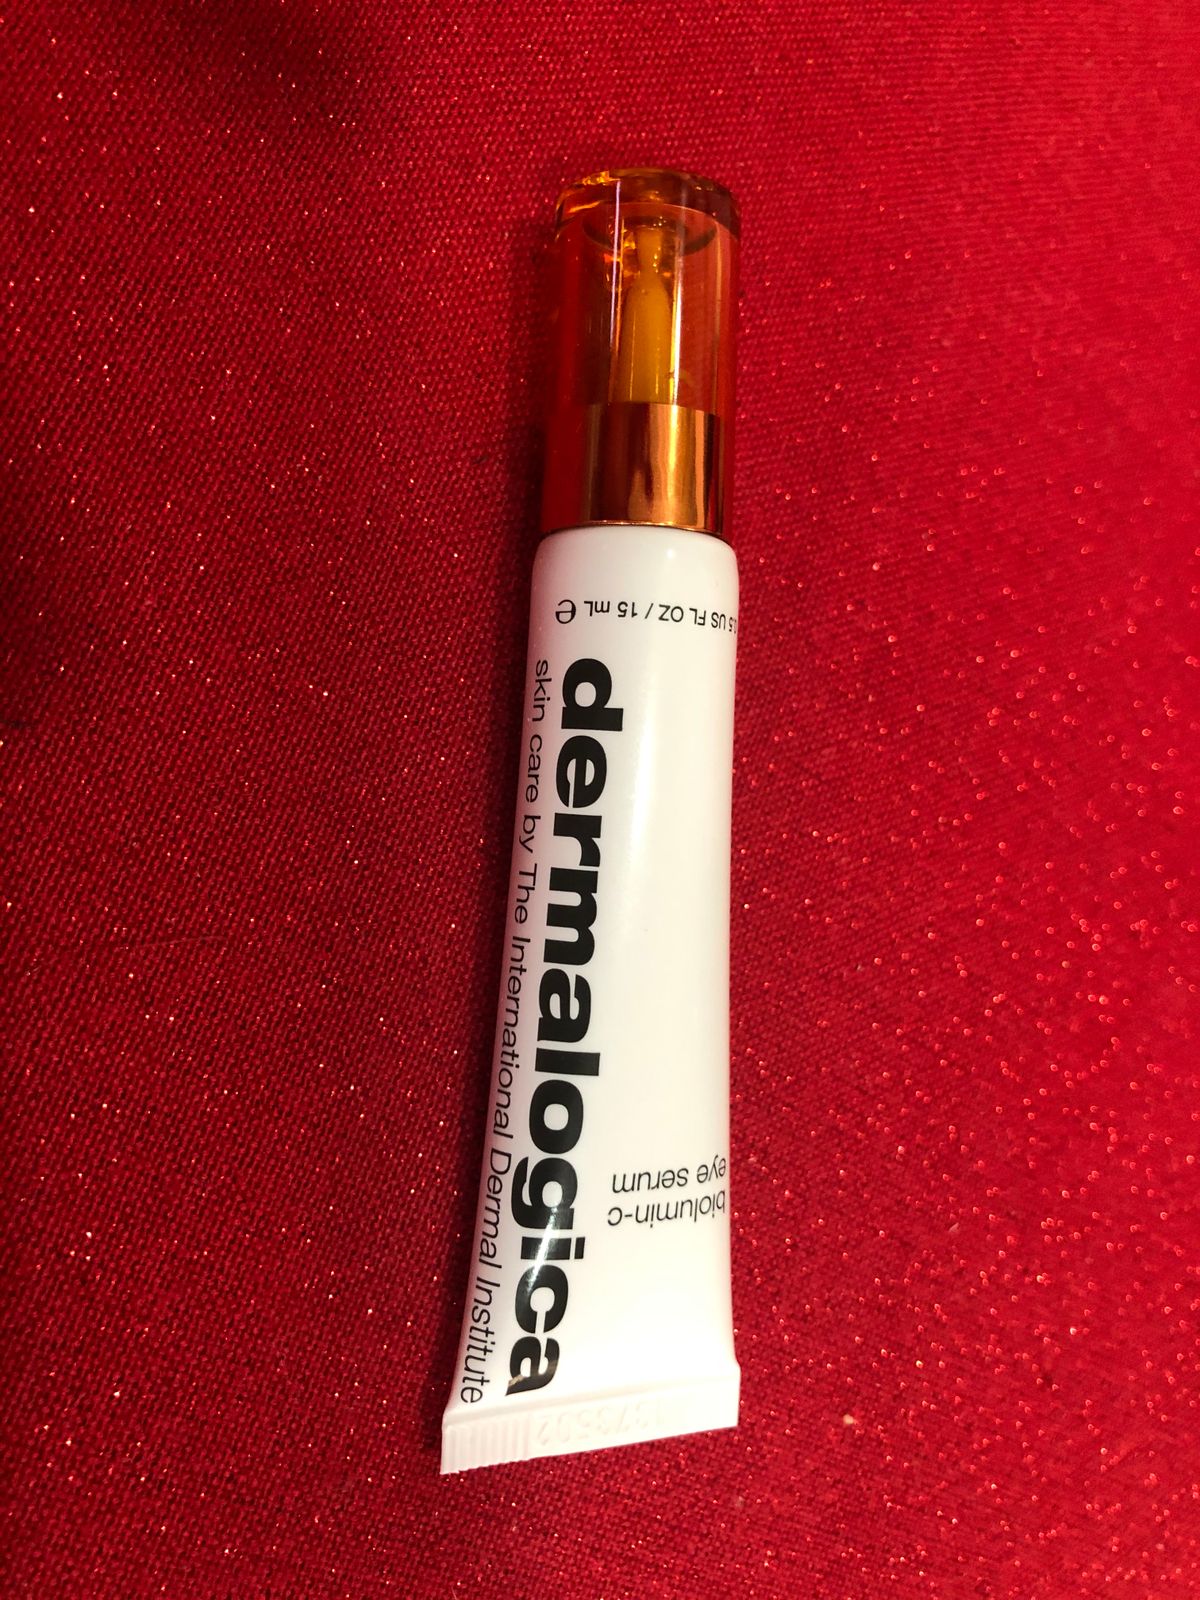 dermalogica
skin care by The International Dermal Institute
biolumin-c
eye serum
0.5 US FL OZ / 15 mL e